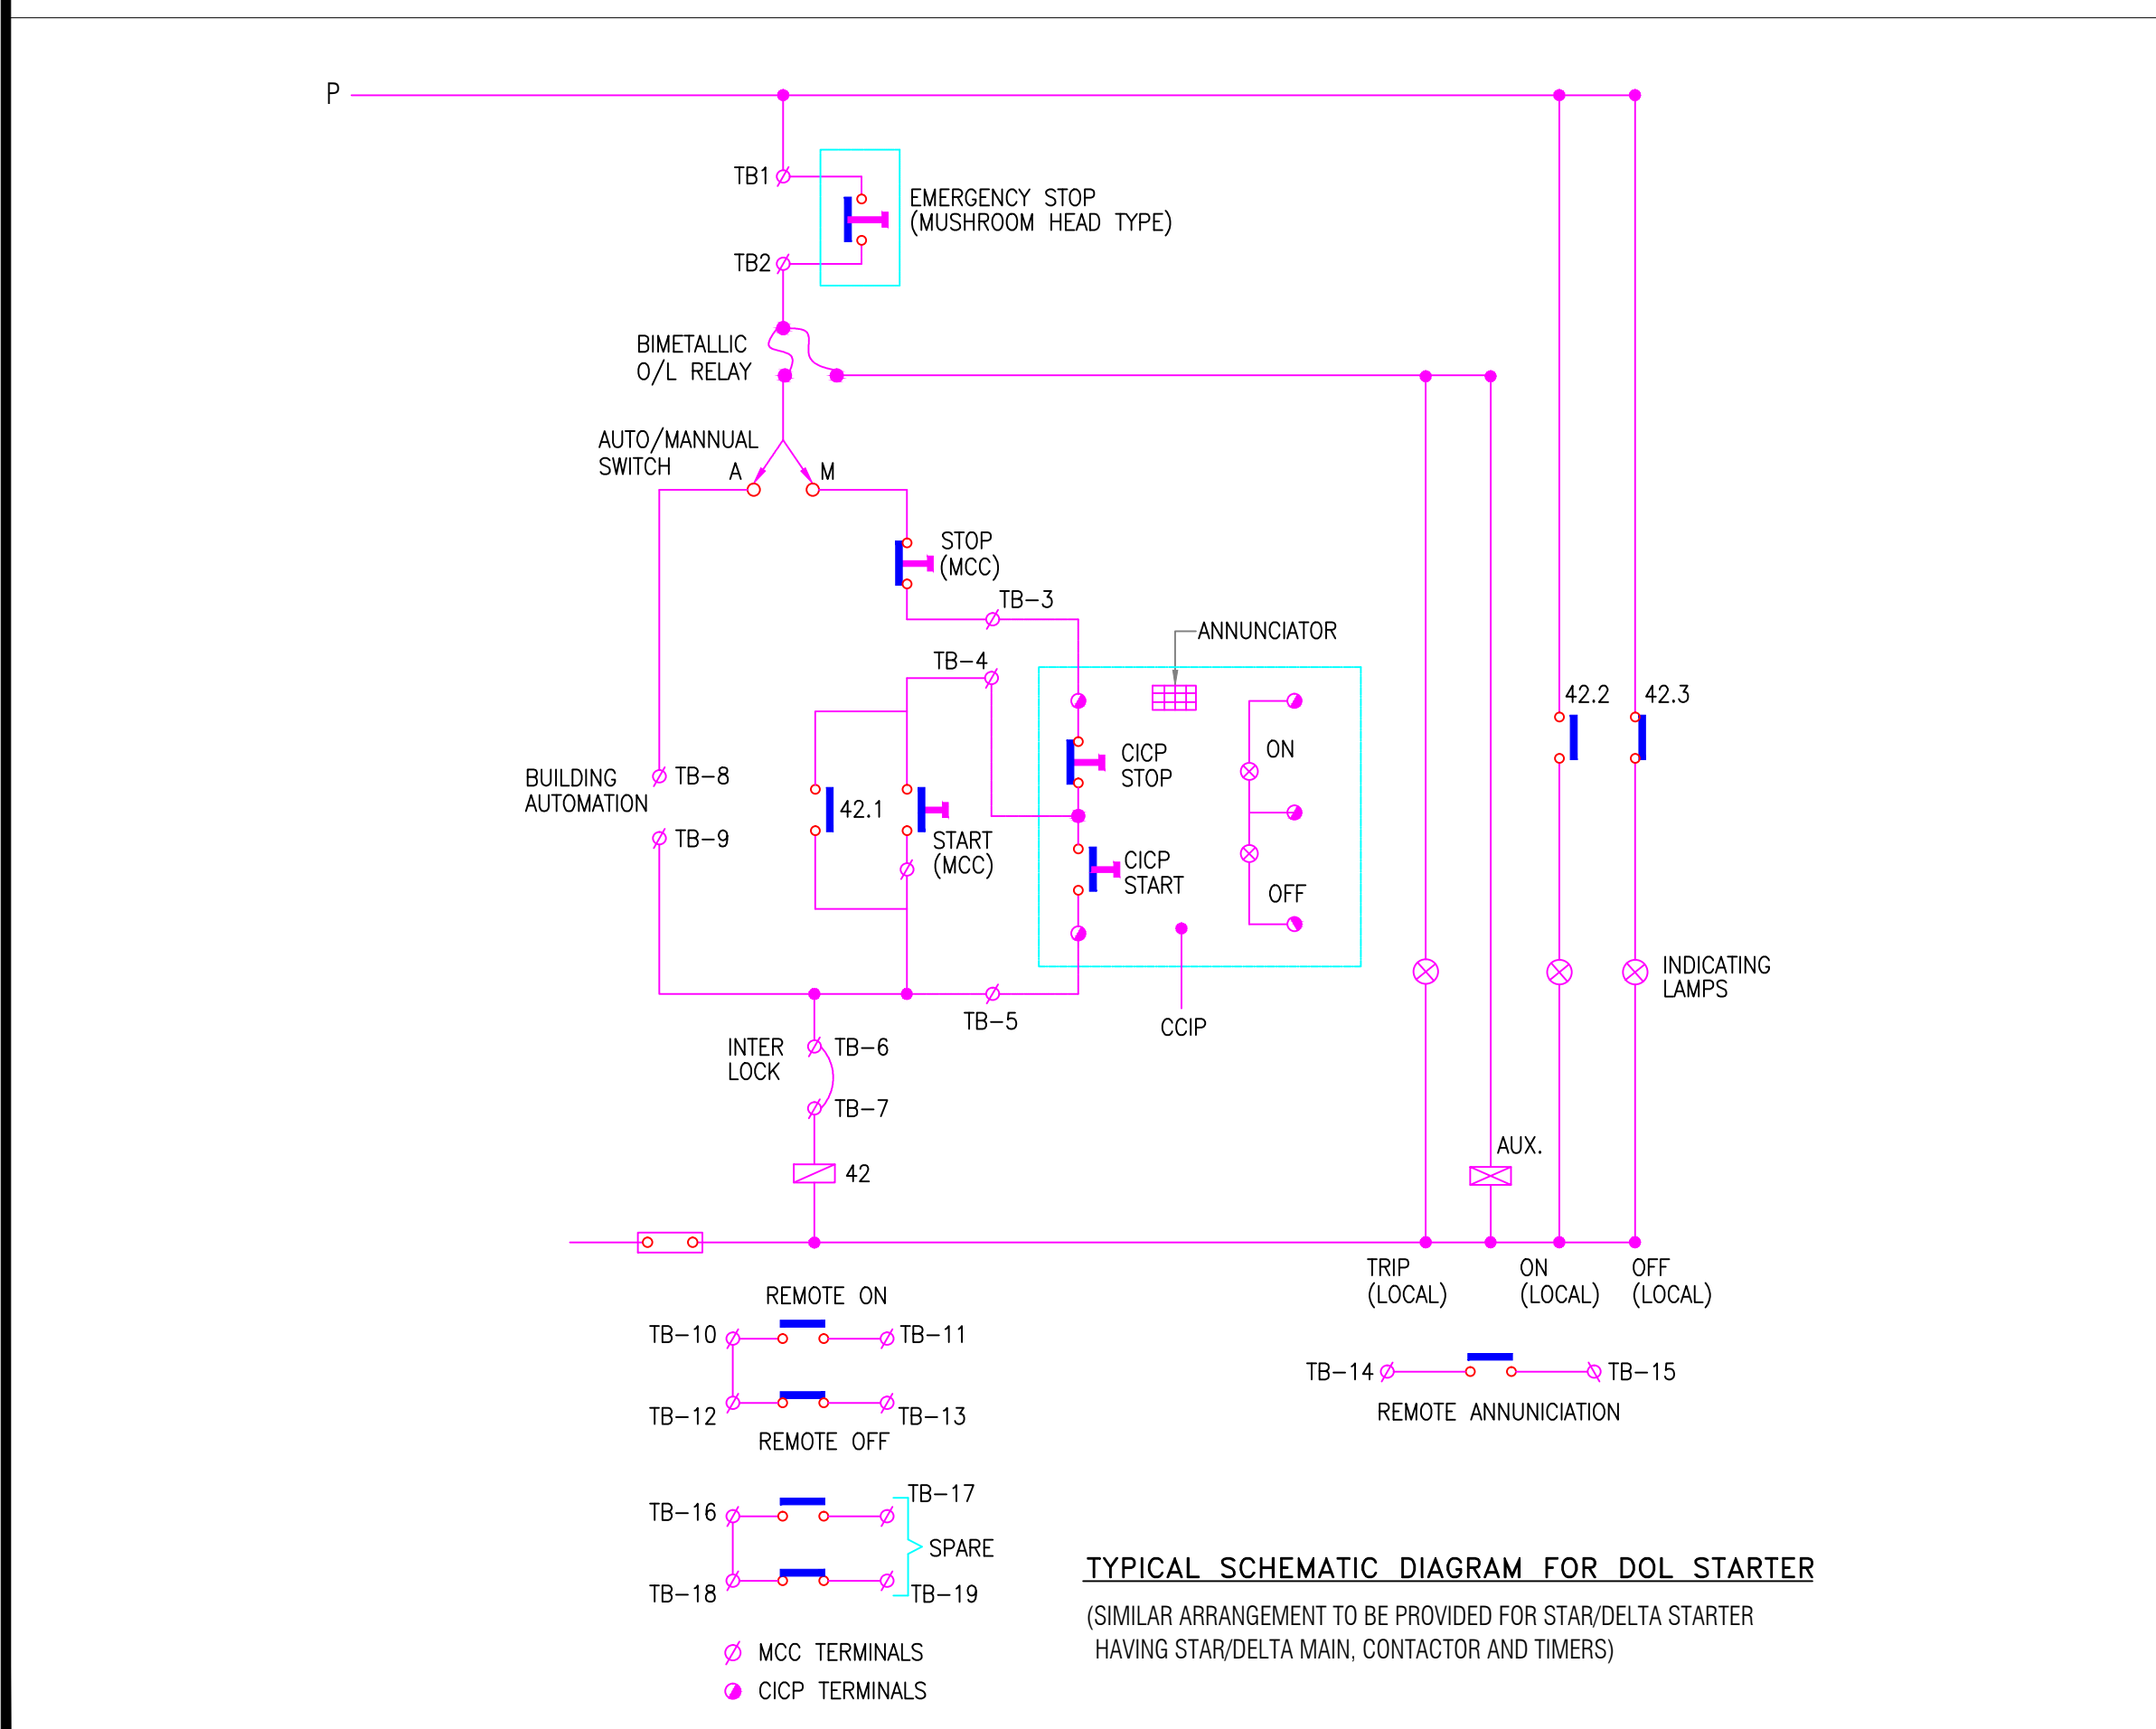 P
TB1
EMERGENCY STOP
(MUSHROOM HEAD TYPE)
TB2
BIMETALLIC
O/L RELAY
AUTO/MANNUAL
SWITCH
A
M
STOP
(MCC)
TB-3
ANNUNCIATOR
TB-4
42.2
42.3
CICP
STOP
ON
BUILDING
AUTOMATION
TB-8
42.1
TB-9
START
(MCC)
CICP
START
OFF
INDICATING
LAMPS
TB-5
CCIP
INTER
LOCK
TB-6
TB-7
AUX.
42
TRIP
(LOCAL)
ON
(LOCAL)
OFF
(LOCAL)
REMOTE ON
TB-10
TB-11
TB-12
TB-13
REMOTE OFF
TB-14
TB-15
REMOTE ANNUNICIATION
TB-16
TB-17
SPARE
TB-18
TB-19
TYPICAL SCHEMATIC DIAGRAM FOR DOL STARTER
(SIMILAR ARRANGEMENT TO BE PROVIDED FOR STAR/DELTA STARTER
HAVING STAR/DELTA MAIN, CONTACTOR AND TIMERS)
MCC TERMINALS
CICP TERMINALS